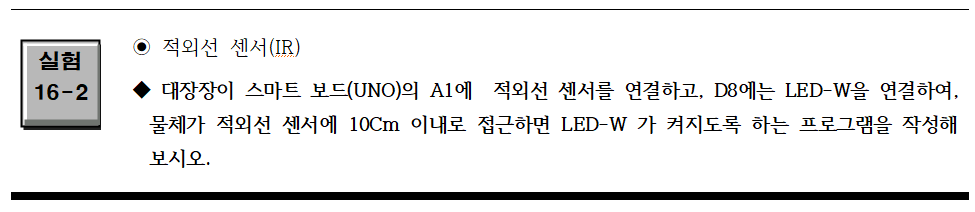 실험
16-2
◉ 적외선 센서(IR)
◆ 대장장이 스마트 보드(UNO)의 A1에 적외선 센서를 연결하고, D8에는 LED-W을 연결하여,
물체가 적외선 센서에 10Cm 이내로 접근하면 LED-W 가 켜지도록 하는 프로그램을 작성해
보시오.